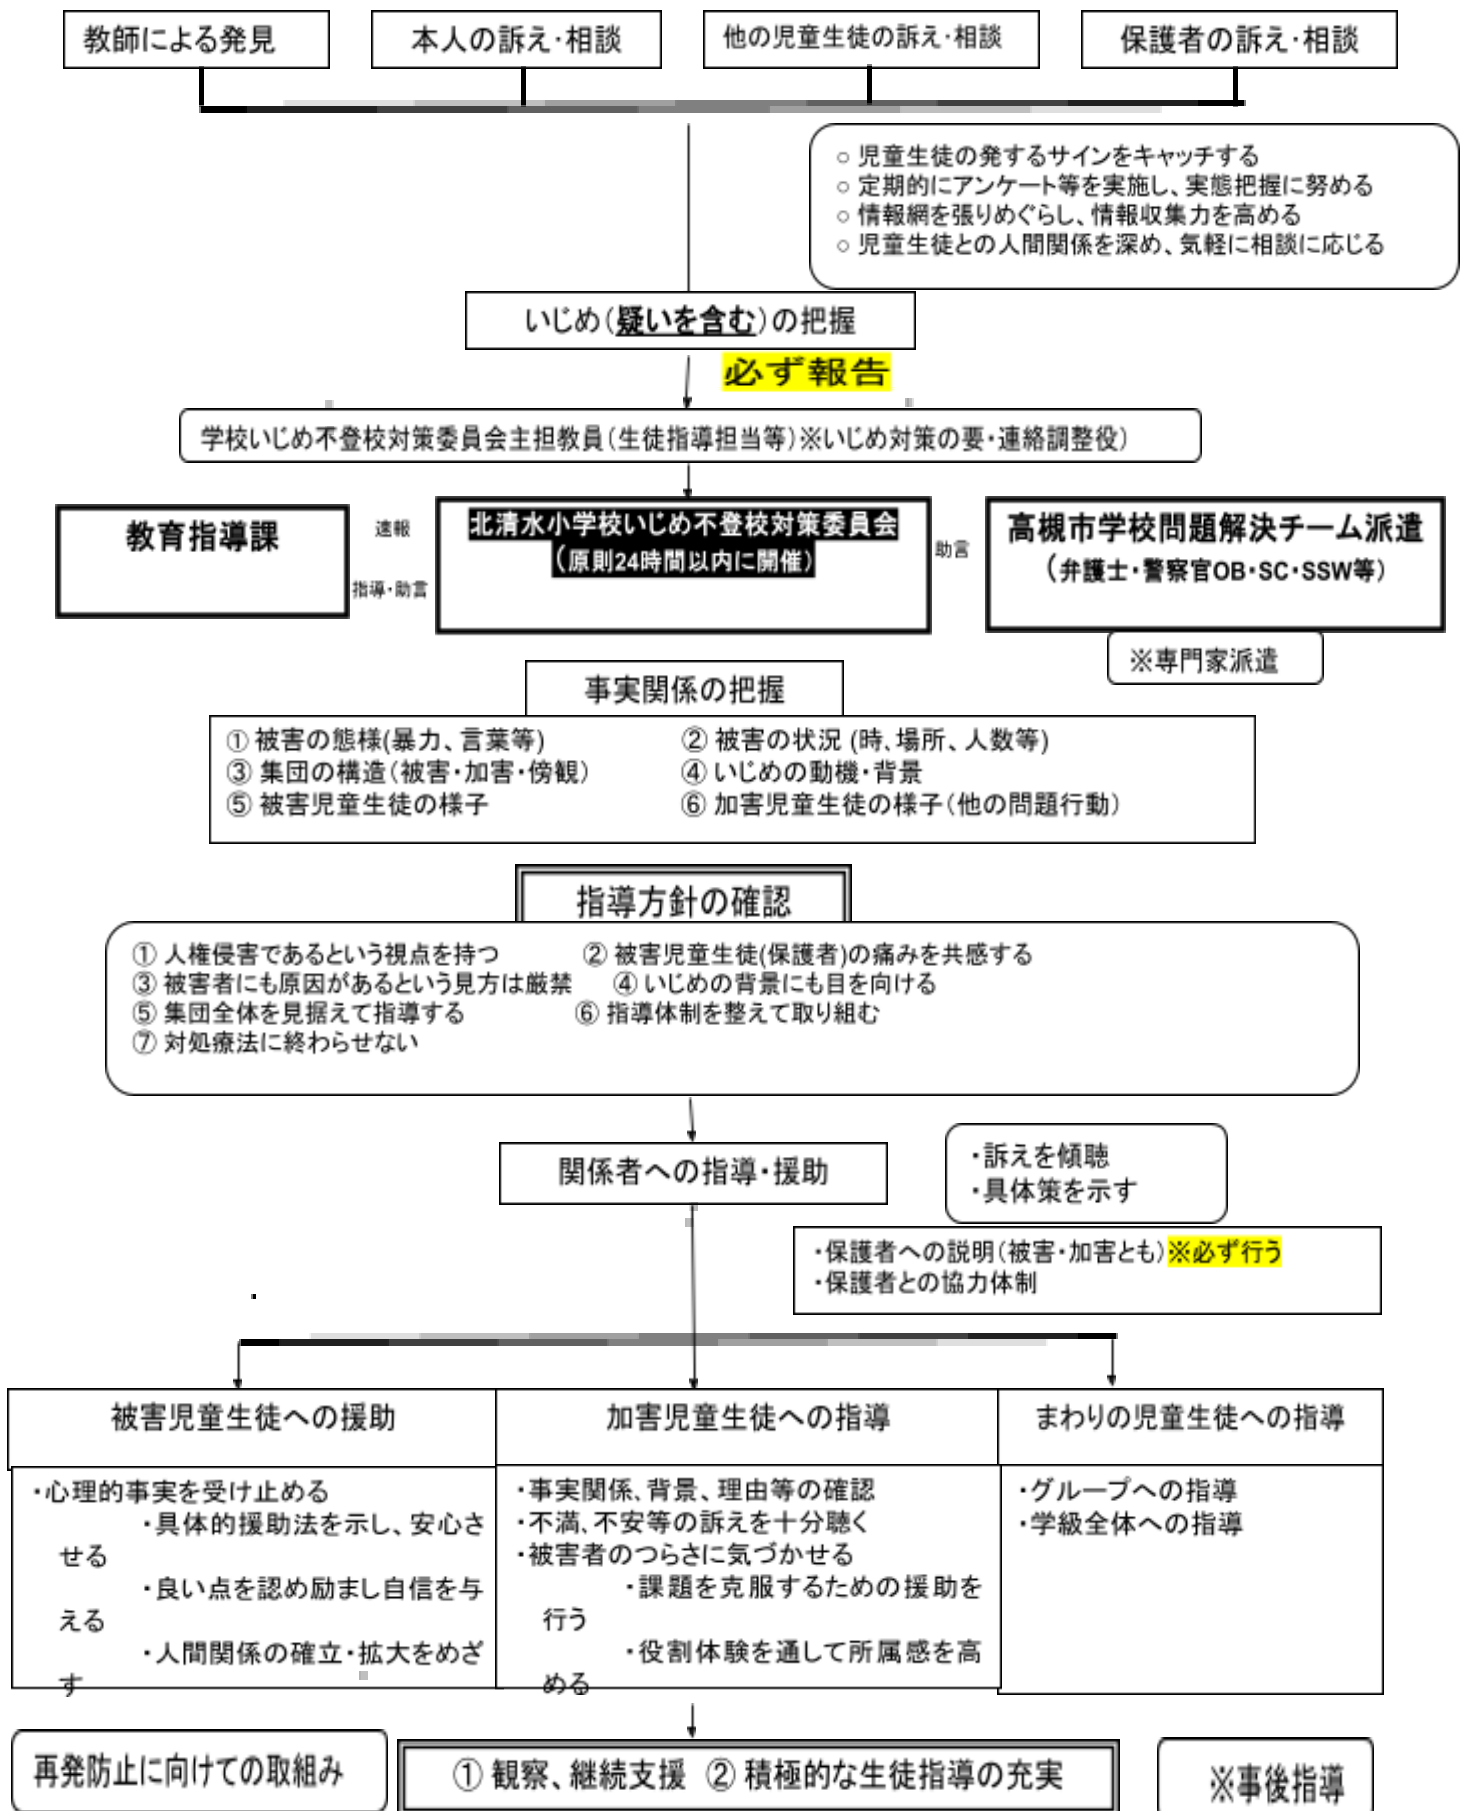 教師による発見
本人の訴え・相談
他の児童生徒の訴え・相談
保護者の訴え・相談
○ 児童生徒の発するサインをキャッチする
○ 定期的にアンケート等を実施し、実態把握に努める
○ 情報網を張りめぐらし、情報収集力を高める
○ 児童生徒との人間関係を深め、気軽に相談に応じる
いじめ（疑いを含む）の把握
必ず報告
学校いじめ不登校対策委員会主担教員（生徒指導担当等）※いじめ対策の要・連絡調整役）
教育指導課
速報
指導・助言
北清水小学校いじめ不登校対策委員会
（原則24時間以内に開催）
助言
高槻市学校問題解決チーム派遣
（弁護士・警察官OB・SC・SSW等）
※専門家派遣
事実関係の把握
① 被害の態様(暴力、言葉等) ② 被害の状況 (時、場所、人数等)
③ 集団の構造（被害・加害・傍観） ④ いじめの動機・背景
⑤ 被害児童生徒の様子 ⑥ 加害児童生徒の様子（他の問題行動）
指導方針の確認
① 人権侵害であるという視点を持つ ② 被害児童生徒(保護者)の痛みを共感する
③ 被害者にも原因があるという見方は厳禁 ④ いじめの背景にも目を向ける
⑤ 集団全体を見据えて指導する ⑥ 指導体制を整えて取り組む
⑦ 対処療法に終わらせない
関係者への指導・援助
・訴えを傾聴
・具体策を示す
・保護者への説明（被害・加害とも）※必ず行う
・保護者との協力体制
被害児童生徒への援助
・心理的事実を受け止める
・具体的援助法を示し、安心さ
せる
・良い点を認め励まし自信を与
える
・人間関係の確立・拡大をめざ
す
加害児童生徒への指導
・事実関係、背景、理由等の確認
・不満、不安等の訴えを十分聴く
・被害者のつらさに気づかせる
・課題を克服するための援助を
行う
・役割体験を通して所属感を高
める
まわりの児童生徒への指導
・グループへの指導
・学級全体への指導
再発防止に向けての取組み
① 観察、継続支援 ② 積極的な生徒指導の充実
※事後指導